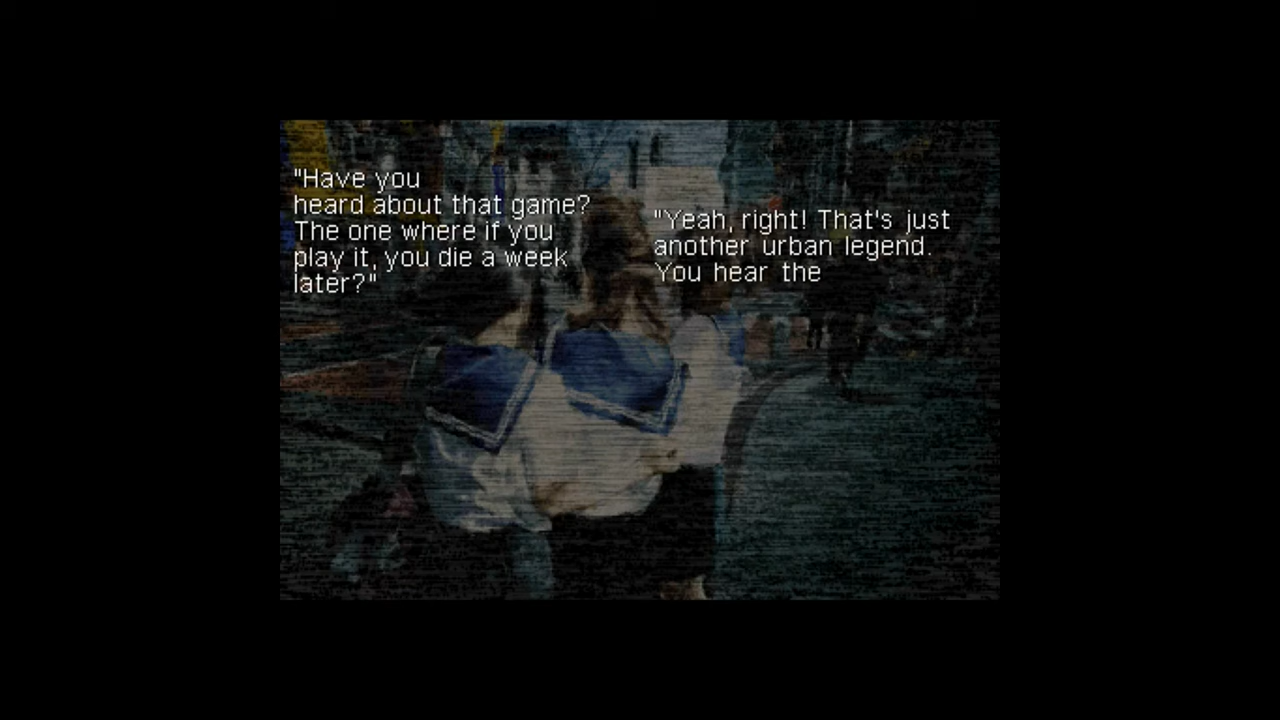 "Have you
heard about that game?
The one where if you
play it, you die a week
later?"
"Yeah, right! That's just
another urban legend.
You hear the